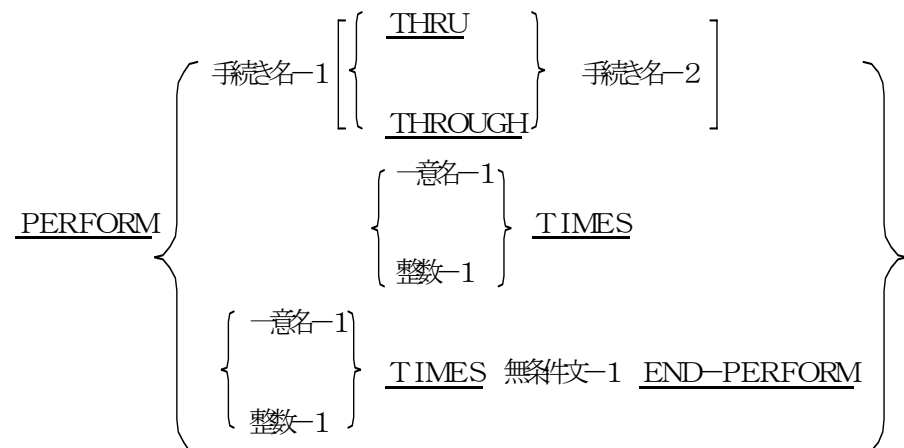 THRU
手続き名－1 手続き名－2
THROUGH
一意名－1
PERFORM TIMES
整数－1
一意名－1
TIMES 無条件文－1 END－PERFORM
整数－1